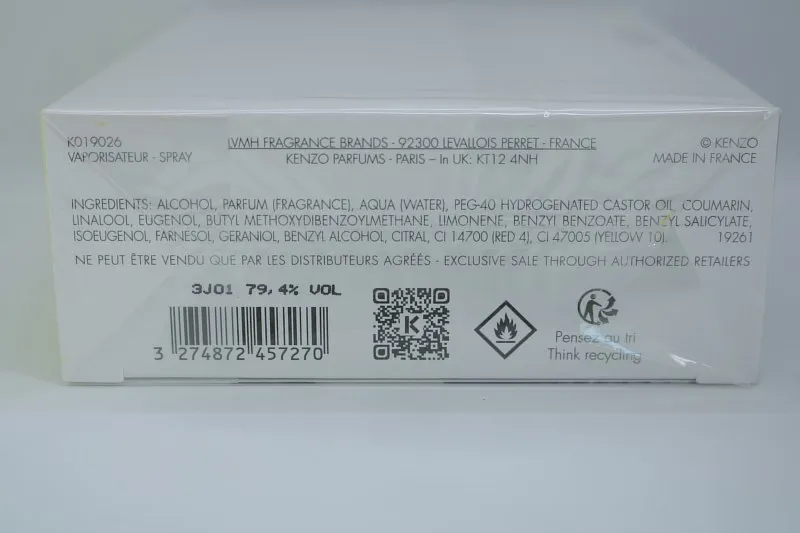 K019026
VAPORISATEUR - SPRAY
LVMH FRAGRANCE BRANDS - 92300 LEVALLOIS PERRET - FRANCE
KENZO PARFUMS - PARIS – In UK: KT12 4NH
© KENZO
MADE IN FRANCE
INGREDIENTS: ALCOHOL, PARFUM (FRAGRANCE), AQUA (WATER), PEG-40 HYDROGENATED CASTOR OIL, COUMARIN,
LINALOOL, EUGENOL, BUTYL METHOXYDIBENZOYLMETHANE, LIMONENE, BENZYL BENZOATE, BENZYL SALICYLATE,
ISOEUGENOL, FARNESOL, GERANIOL, BENZYL ALCOHOL, CITRAL, CI 14700 (RED 4), CI 47005 (YELLOW 10). 19261
NE PEUT ÊTRE VENDU QUE PAR LES DISTRIBUTEURS AGRÉÉS - EXCLUSIVE SALE THROUGH AUTHORIZED RETAILERS
3J01 79,4% VOL
3 274872 457270
K
Pensez au tri
Think recycling